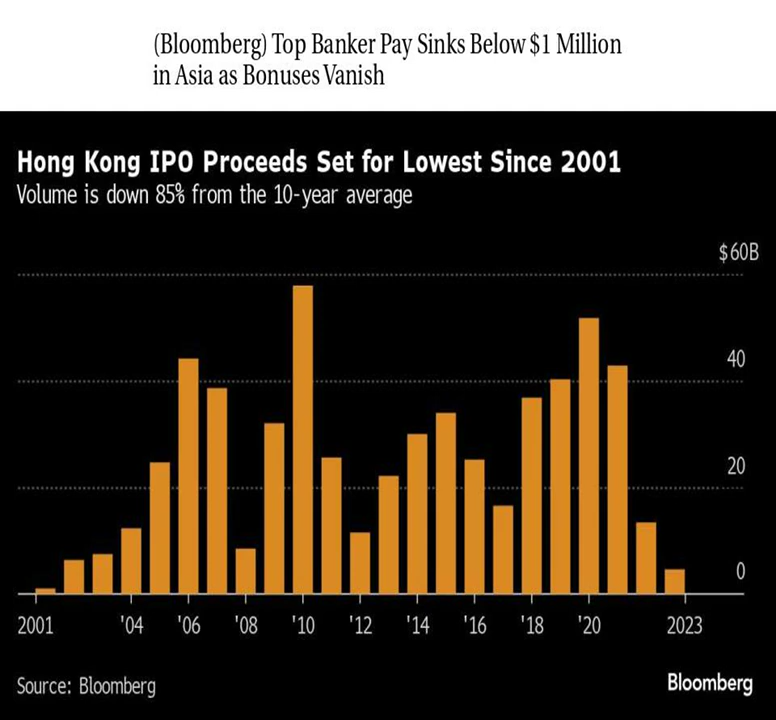 (Bloomberg) Top Banker Pay Sinks Below $1 Million
in Asia as Bonuses Vanish
Hong Kong IPO Proceeds Set for Lowest Since 2001
Volume is down 85% from the 10-year average
$60B
40
20
0
2001 '04 '06 '08 '10 '12 '14 '16 '18 '20 2023
Source: Bloomberg
Bloomberg